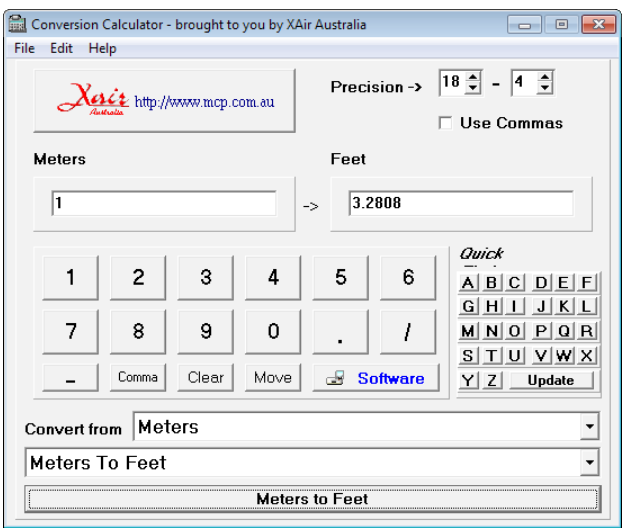 Conversion Calculator - brought to you by XAir Australia
File Edit Help
Xair Australia http://www.mcp.com.au
Precision -> 18 - 4
Use Commas
Meters Feet
1 -> 3.2808
Quick
1 2 3 4 5 6
A B C D E F
G H I J K L
7 8 9 0 . /
M N O P Q R
S T U V W X
- Comma Clear Move Software
Y Z Update
Convert from Meters
Meters To Feet
Meters to Feet